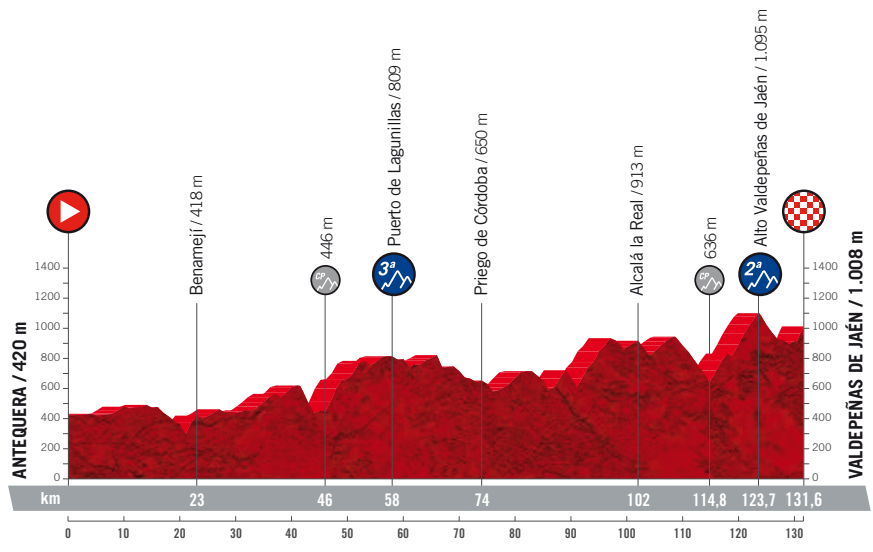 Benamejí / 418 m
446 m
Puerto de Lagunillas / 809 m
Priego de Córdoba / 650 m
Alcalá la Real / 913 m
636 m
Alto Valdepeñas de Jaén / 1.095 m
CP
3ª
CP
2ª
1400
1200
1000
800
600
400
200
0
1400
1200
1000
800
600
400
200
0
ANTEQUERA / 420 m
VALDEPEÑAS DE JAÉN / 1.008 m
km 23 46 58 74 102 114,8 123,7 131,6
0 10 20 30 40 50 60 70 80 90 100 110 120 130